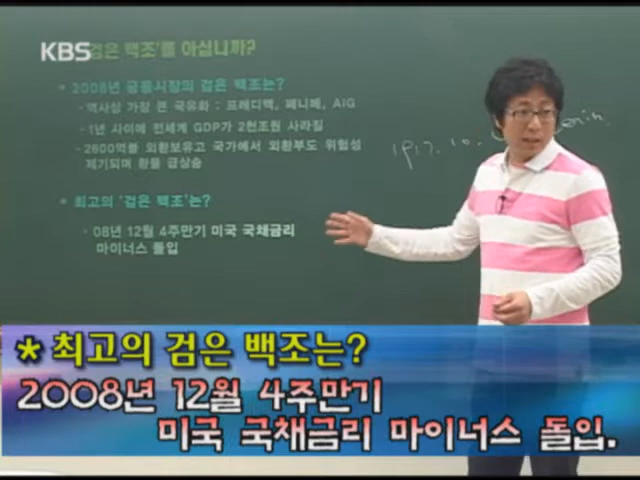 KBS
'검은 백조'를 아십니까?
• 2008년 금융시장의 검은 백조는?
- 역사상 가장 큰 국유화 : 프레디맥, 페니메, AIG
- 1년 사이에 전세계 GDP가 2천조원 사라짐
- 2600억불 외환보유고 국가에서 외환부도 위험성
제기되며 환율 급상승
• 최고의 '검은 백조'는?
- 08년 12월 4주만기 미국 국채금리
마이너스 돌입
1917. 10.
* 최고의 검은 백조는?
2008년 12월 4주만기
미국 국채금리 마이너스 돌입.